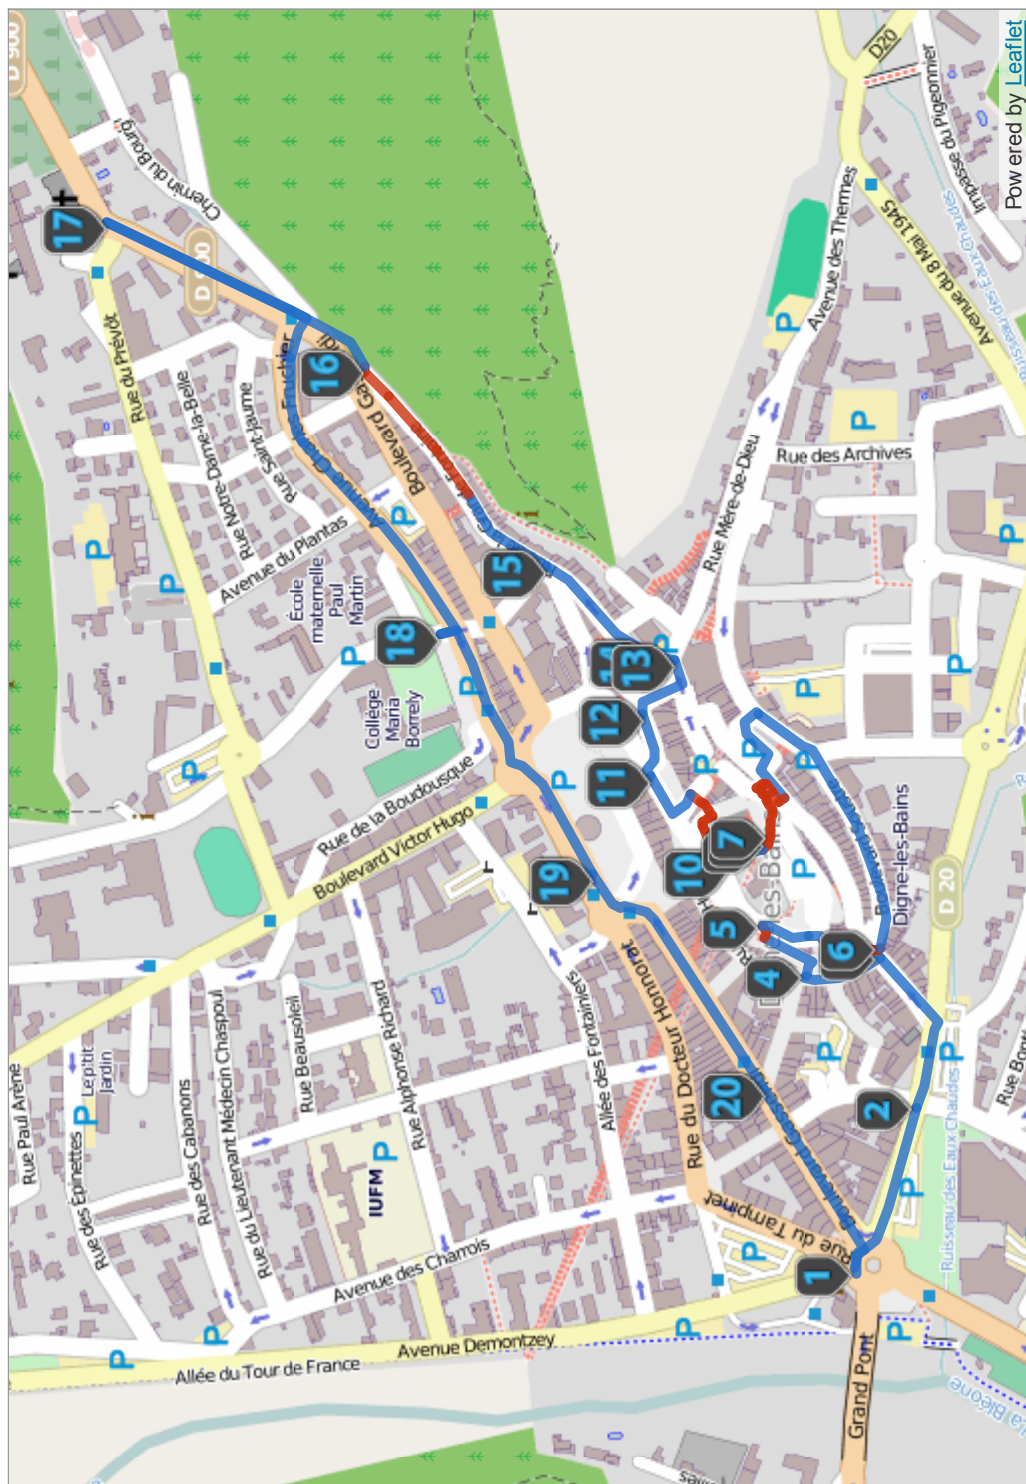 D 900
17
Chemin du Bourg
D 900
Rue du Prévôt
Rue Notre-Dame-la-Belle
Rue Saint-Jaume
Avenue du Plantas
École
maternelle
Paul
Martin
16
Boulevard Ga
15
18
Collège
Maria
Borrely
Rue de la Boudousque
Boulevard Victor Hugo
P
P
P
P
P
P
P
P
14
13
12
11
10
7
5
4
6
19
20
2
1
Rue Mère-de-Dieu
Avenue des Thermes
Rue des Archives
D20
Avenue du 8 Mai 1945
Impasse du Pigeonnier
Boulevard Soustre
Digne-les-Bains
D 20
Ruisseau des Eaux-Chaudes
Rue du Docteur Honnorat
Boulevard Gassendi
Rue du Tampinet
Allée des Fontainiers
Rue Alphonse Richard
Rue Beausoleil
Rue du Lieutenant Médecin Chaspoul
Rue des Cabanons
Rue des Épinettes
Rue Paul Arène
Le p'tit
Jardin
IUFM
Avenue des Charrois
Avenue Demontzey
Allée du Tour de France
Grand Pont
La Bléone
Powered by Leaflet